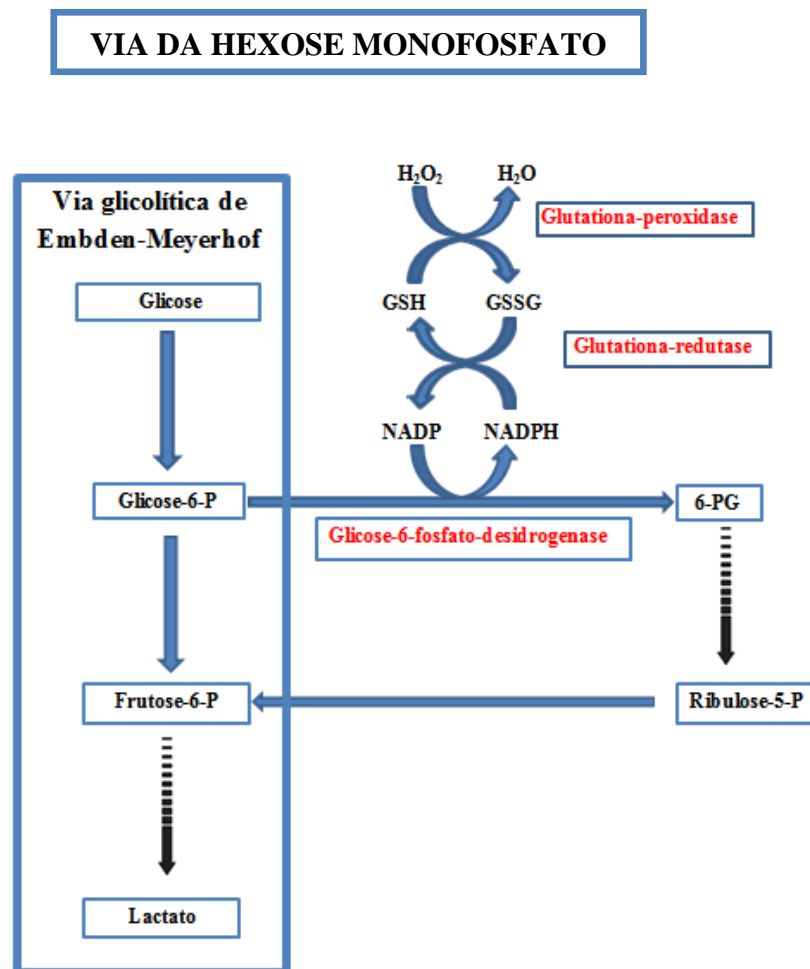 VIA DA HEXOSE MONOFOSFATO
Via glicolítica de
Embden-Meyerhof
Glicose
Glicose-6-P
Frutose-6-P
Lactato
H₂O₂ H₂O
Glutationa-peroxidase
GSH GSSG
Glutationa-redutase
NADP NADPH
Glicose-6-fosfato-desidrogenase
6-PG
Ribulose-5-P